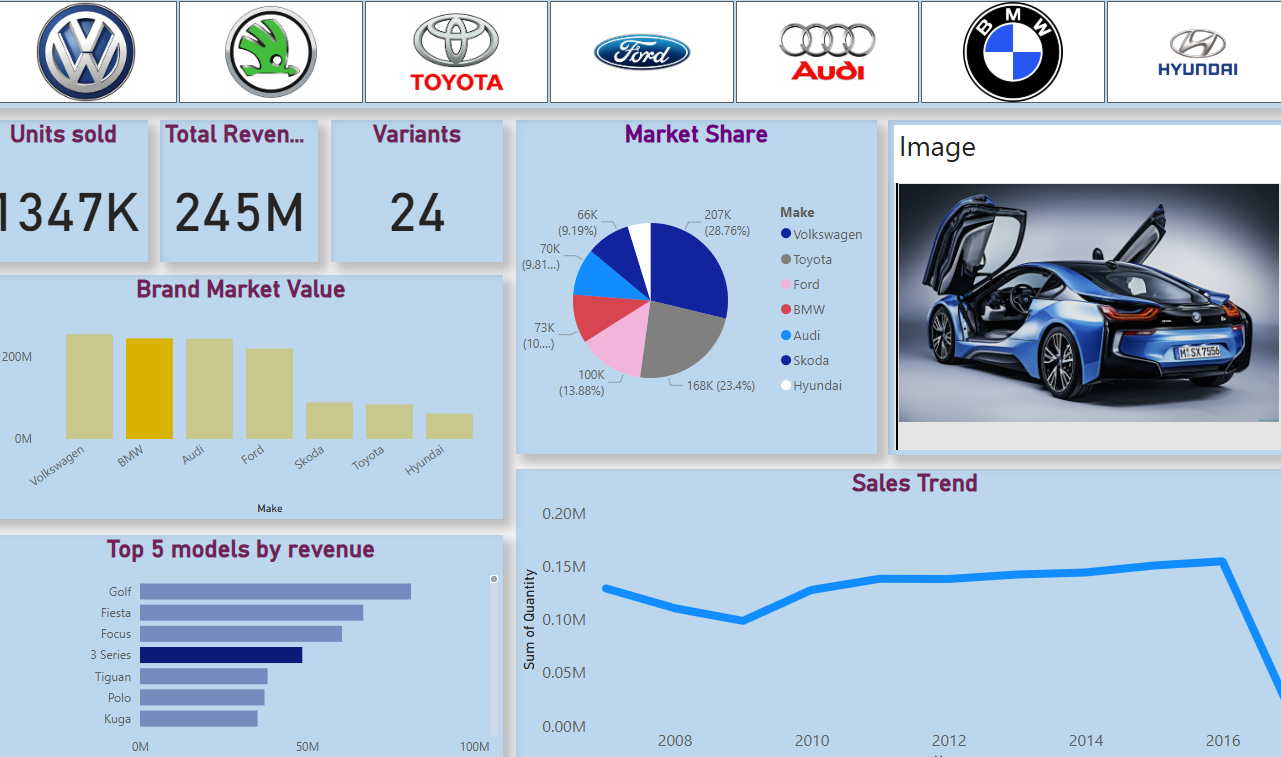 B M W
TOYOTA
Ford
Audi
HYUNDAI
Units sold
1347K
Total Reven...
245M
Variants
24
Market Share
66K
(9.19%)
207K
(28.76%)
70K
(9.81...)
73K
(10....)
100K
(13.88%)
168K (23.4%)
Make
Volkswagen
Toyota
Ford
BMW
Audi
Skoda
Hyundai
Image
M·SX7556
Brand Market Value
200M
0M
Volkswagen
BMW
Audi
Ford
Skoda
Toyota
Hyundai
Make
Top 5 models by revenue
Golf
Fiesta
Focus
3 Series
Tiguan
Polo
Kuga
0M
50M
100M
Sales Trend
Sum of Quantity
0.20M
0.15M
0.10M
0.05M
0.00M
2008
2010
2012
2014
2016